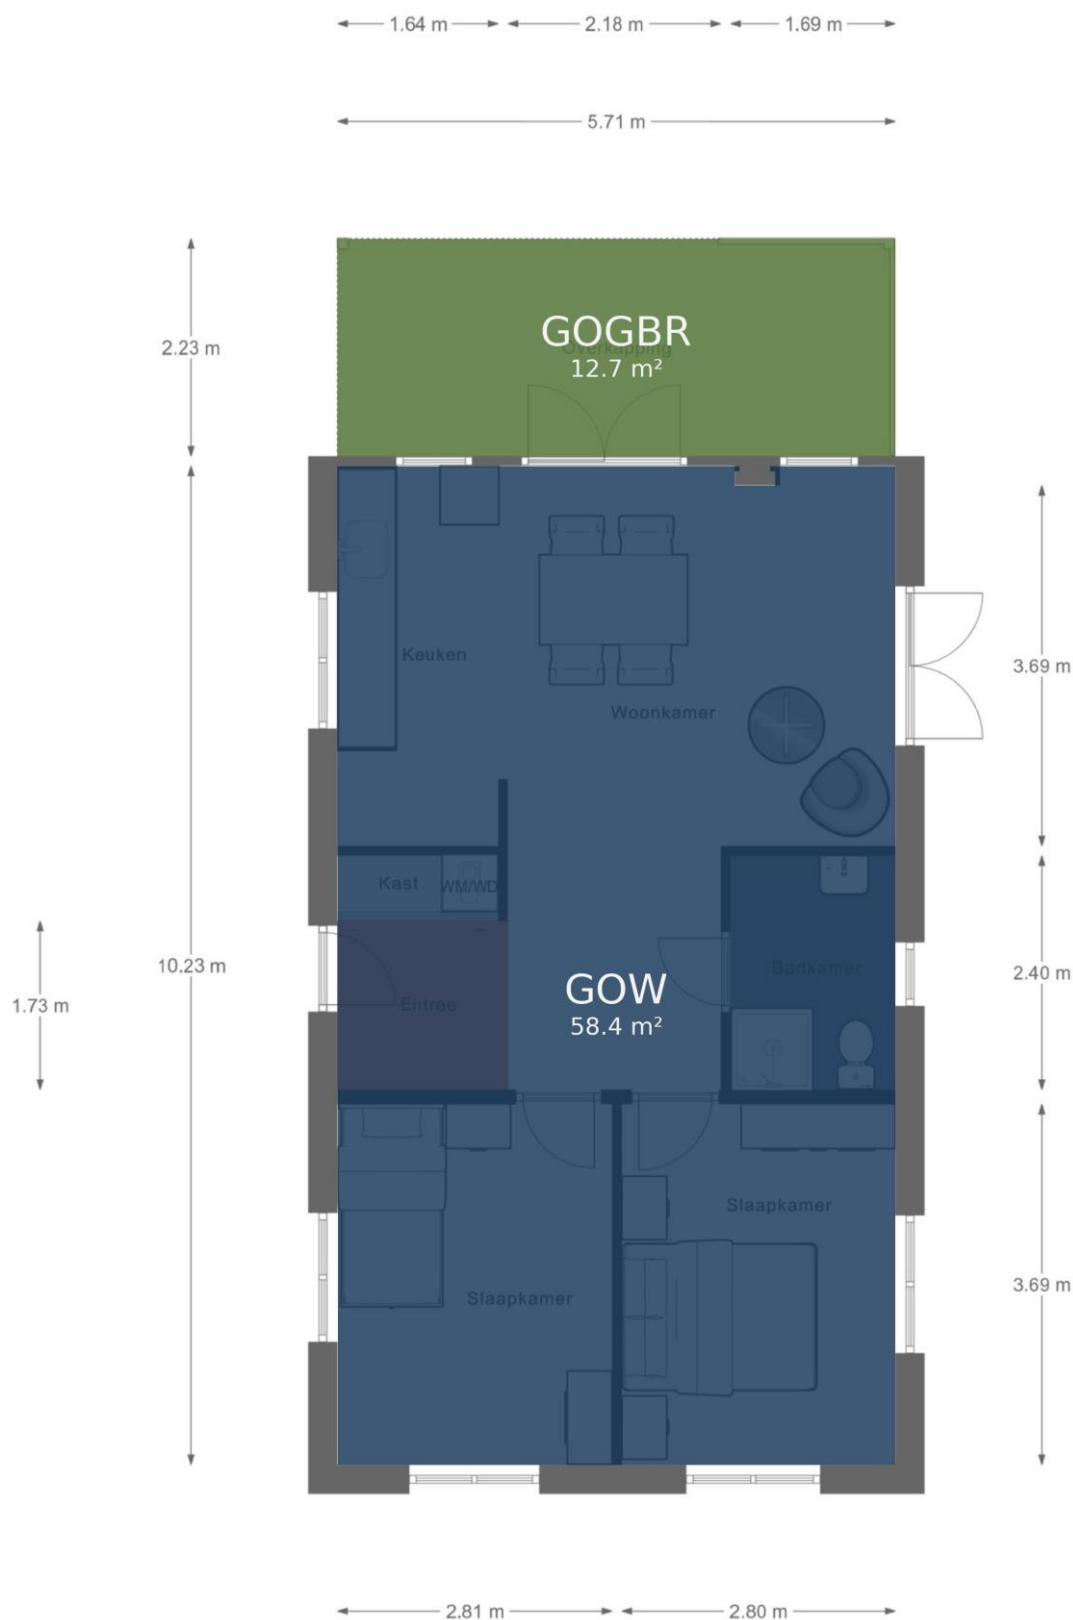 1.64 m
2.18 m
1.69 m
5.71 m
2.23 m
GOGBR
Overkapping
12.7 m²
Keuken
Woonkamer
3.69 m
Kast
WM/WD
10.23 m
1.73 m
Entree
GOW
58.4 m²
Badkamer
2.40 m
Slaapkamer
Slaapkamer
3.69 m
2.81 m
2.80 m